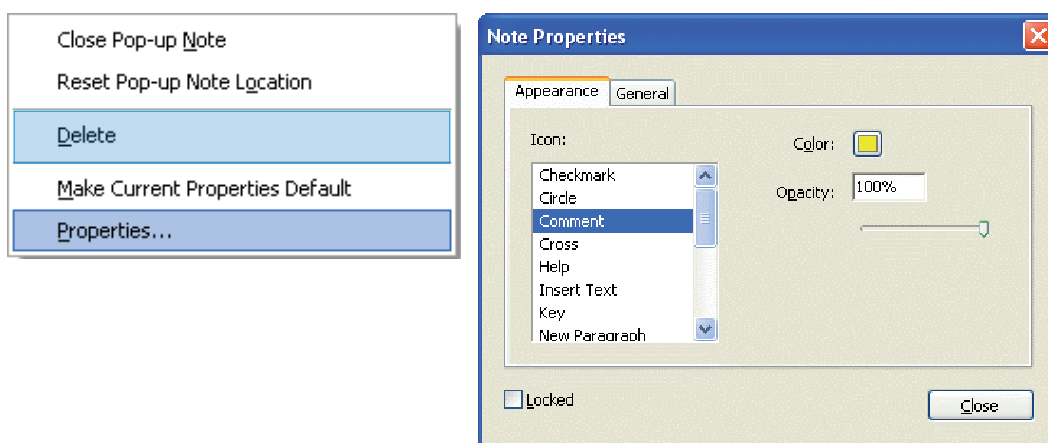 Close Pop-up Note
Reset Pop-up Note Location
Delete
Make Current Properties Default
Properties...
Note Properties
Appearance
General
Icon:
Checkmark
Circle
Comment
Cross
Help
Insert Text
Key
New Paragraph
Color:
Opacity: 100%
Locked
Close